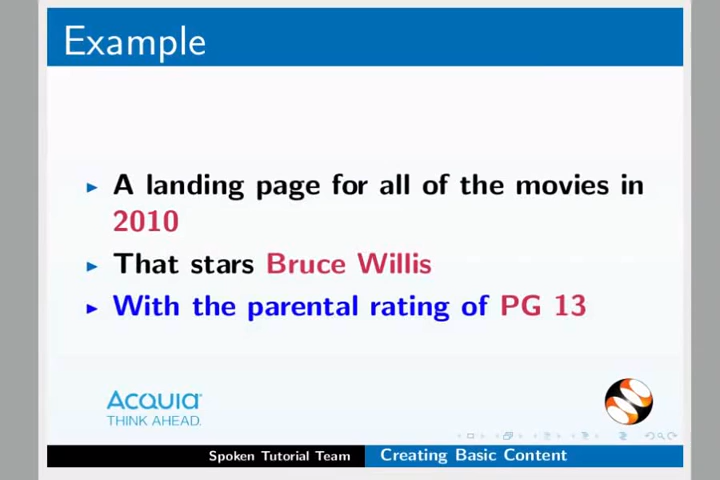 Example
A landing page for all of the movies in
2010
That stars Bruce Willis
With the parental rating of PG 13
Acquia
THINK AHEAD.
Spoken Tutorial Team
Creating Basic Content